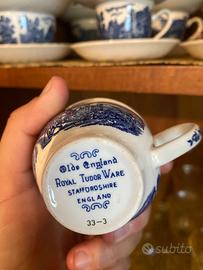 Olde England
ROYAL TUDOR WARE
STAFFORDSHIRE
ENGLAND
33-3
subito